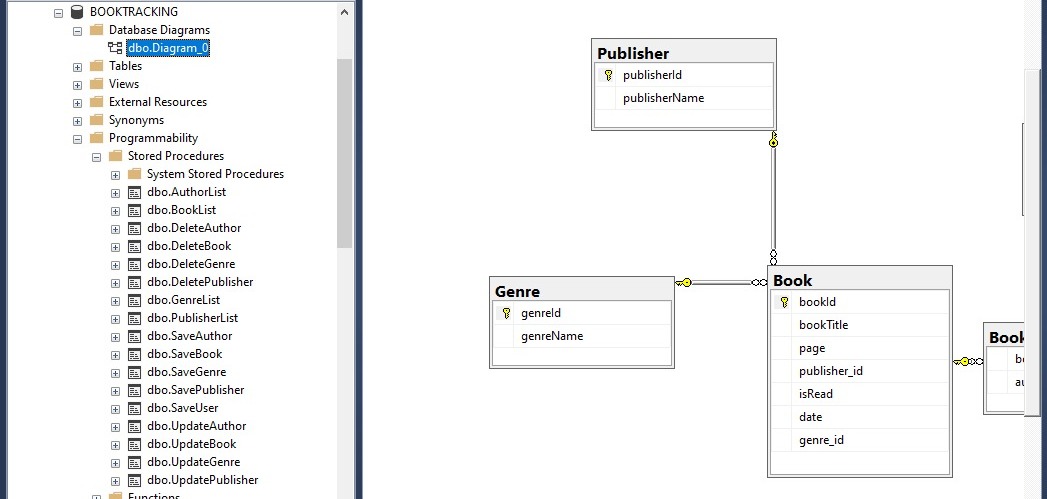 BOOKTRACKING
Database Diagrams
dbo.Diagram_0
Tables
Views
External Resources
Synonyms
Programmability
Stored Procedures
System Stored Procedures
dbo.AuthorList
dbo.BookList
dbo.DeleteAuthor
dbo.DeleteBook
dbo.DeleteGenre
dbo.DeletePublisher
dbo.GenreList
dbo.PublisherList
dbo.SaveAuthor
dbo.SaveBook
dbo.SaveGenre
dbo.SavePublisher
dbo.SaveUser
dbo.UpdateAuthor
dbo.UpdateBook
dbo.UpdateGenre
dbo.UpdatePublisher
Functions
Publisher
publisherId
publisherName
Genre
genreId
genreName
Book
bookId
bookTitle
page
publisher_id
isRead
date
genre_id
Book